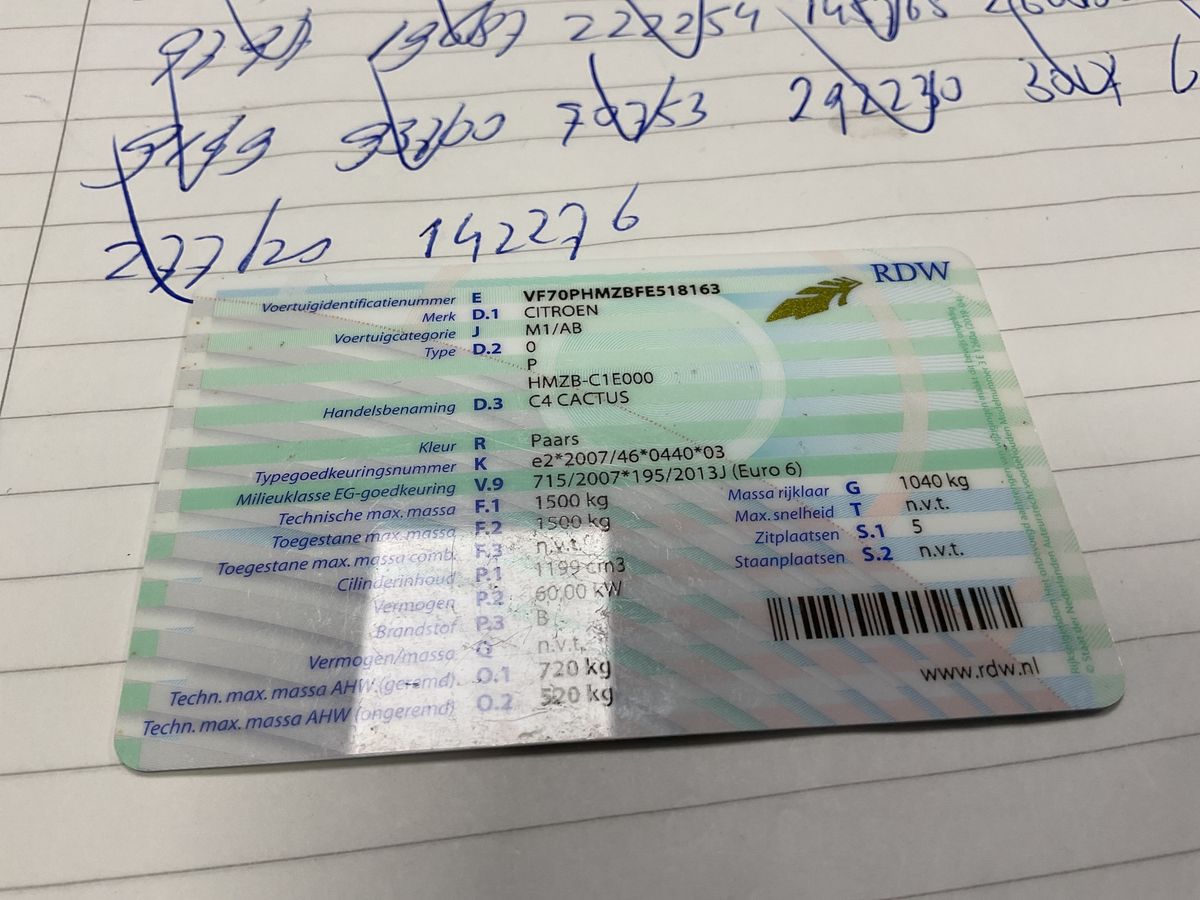 222254 145765
93760 70753 292230
277120 142276
RDW
Voertuigidentificatienummer E VF70PHMZBFE518163
Merk D.1 CITROEN
Voertuigcategorie J M1/AB
Type D.2 0
P
HMZB-C1E000
Handelsbenaming D.3 C4 CACTUS
Kleur R Paars
Typegoedkeuringsnummer K e2*2007/46*0440*03
Milieuklasse EG-goedkeuring V.9 715/2007*195/2013J (Euro 6)
Technische max. massa F.1 1500 kg
Toegestane max. massa F.2 1500 kg
Toegestane max. massa comb. F.3 n.v.t.
Cilinderinhoud P.1 1199 cm3
Vermogen P.2 60,00 kW
Brandstof P.3 B
Vermogen/massa Q n.v.t.
Techn. max. massa AHW (geremd) O.1 720 kg
Techn. max. massa AHW (ongeremd) O.2 520 kg
Massa rijklaar G 1040 kg
Max. snelheid T n.v.t.
Zitplaatsen S.1 5
Staanplaatsen S.2 n.v.t.
www.rdw.nl